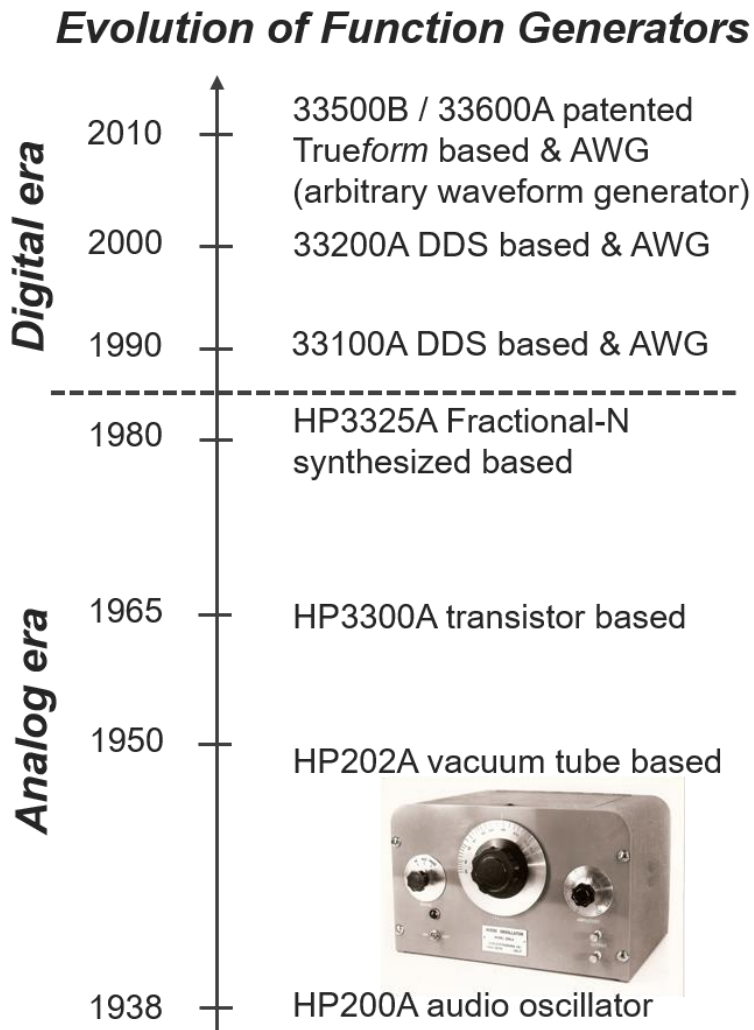 Evolution of Function Generators
Digital era
2010
33500B / 33600A patented
Trueform based & AWG
(arbitrary waveform generator)
2000
33200A DDS based & AWG
1990
33100A DDS based & AWG
Analog era
1980
HP3325A Fractional-N
synthesized based
1965
HP3300A transistor based
1950
HP202A vacuum tube based
AUDIO OSCILLATOR
1938
HP200A audio oscillator